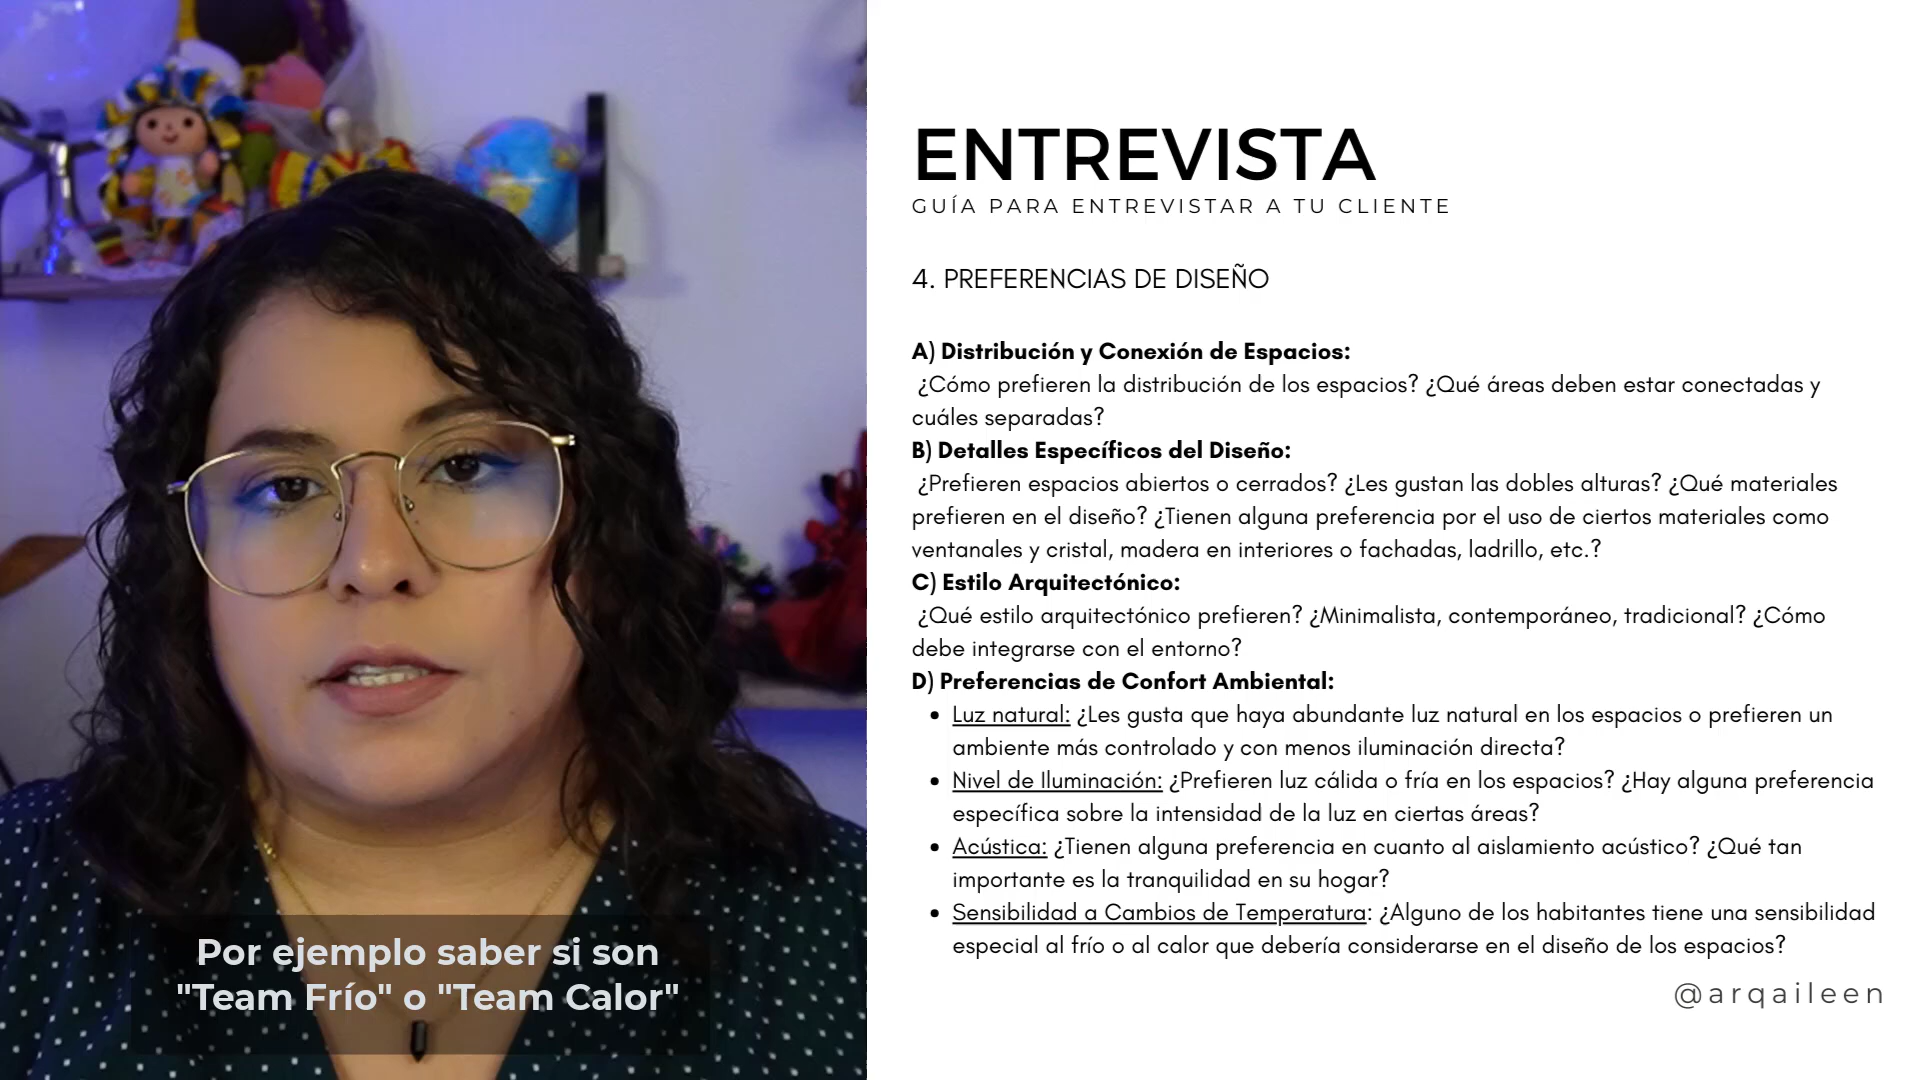 ENTREVISTA
GUÍA PARA ENTREVISTAR A TU CLIENTE
4. PREFERENCIAS DE DISEÑO
A) Distribución y Conexión de Espacios:
¿Cómo prefieren la distribución de los espacios? ¿Qué áreas deben estar conectadas y
cuáles separadas?
B) Detalles Específicos del Diseño:
¿Prefieren espacios abiertos o cerrados? ¿Les gustan las dobles alturas? ¿Qué materiales
prefieren en el diseño? ¿Tienen alguna preferencia por el uso de ciertos materiales como
ventanales y cristal, madera en interiores o fachadas, ladrillo, etc.?
C) Estilo Arquitectónico:
¿Qué estilo arquitectónico prefieren? ¿Minimalista, contemporáneo, tradicional? ¿Cómo
debe integrarse con el entorno?
D) Preferencias de Confort Ambiental:
• Luz natural: ¿Les gusta que haya abundante luz natural en los espacios o prefieren un
ambiente más controlado y con menos iluminación directa?
• Nivel de Iluminación: ¿Prefieren luz cálida o fría en los espacios? ¿Hay alguna preferencia
específica sobre la intensidad de la luz en ciertas áreas?
• Acústica: ¿Tienen alguna preferencia en cuanto al aislamiento acústico? ¿Qué tan
importante es la tranquilidad en su hogar?
• Sensibilidad a Cambios de Temperatura: ¿Alguno de los habitantes tiene una sensibilidad
especial al frío o al calor que debería considerarse en el diseño de los espacios?
@arqaileen
Por ejemplo saber si son
"Team Frío" o "Team Calor"